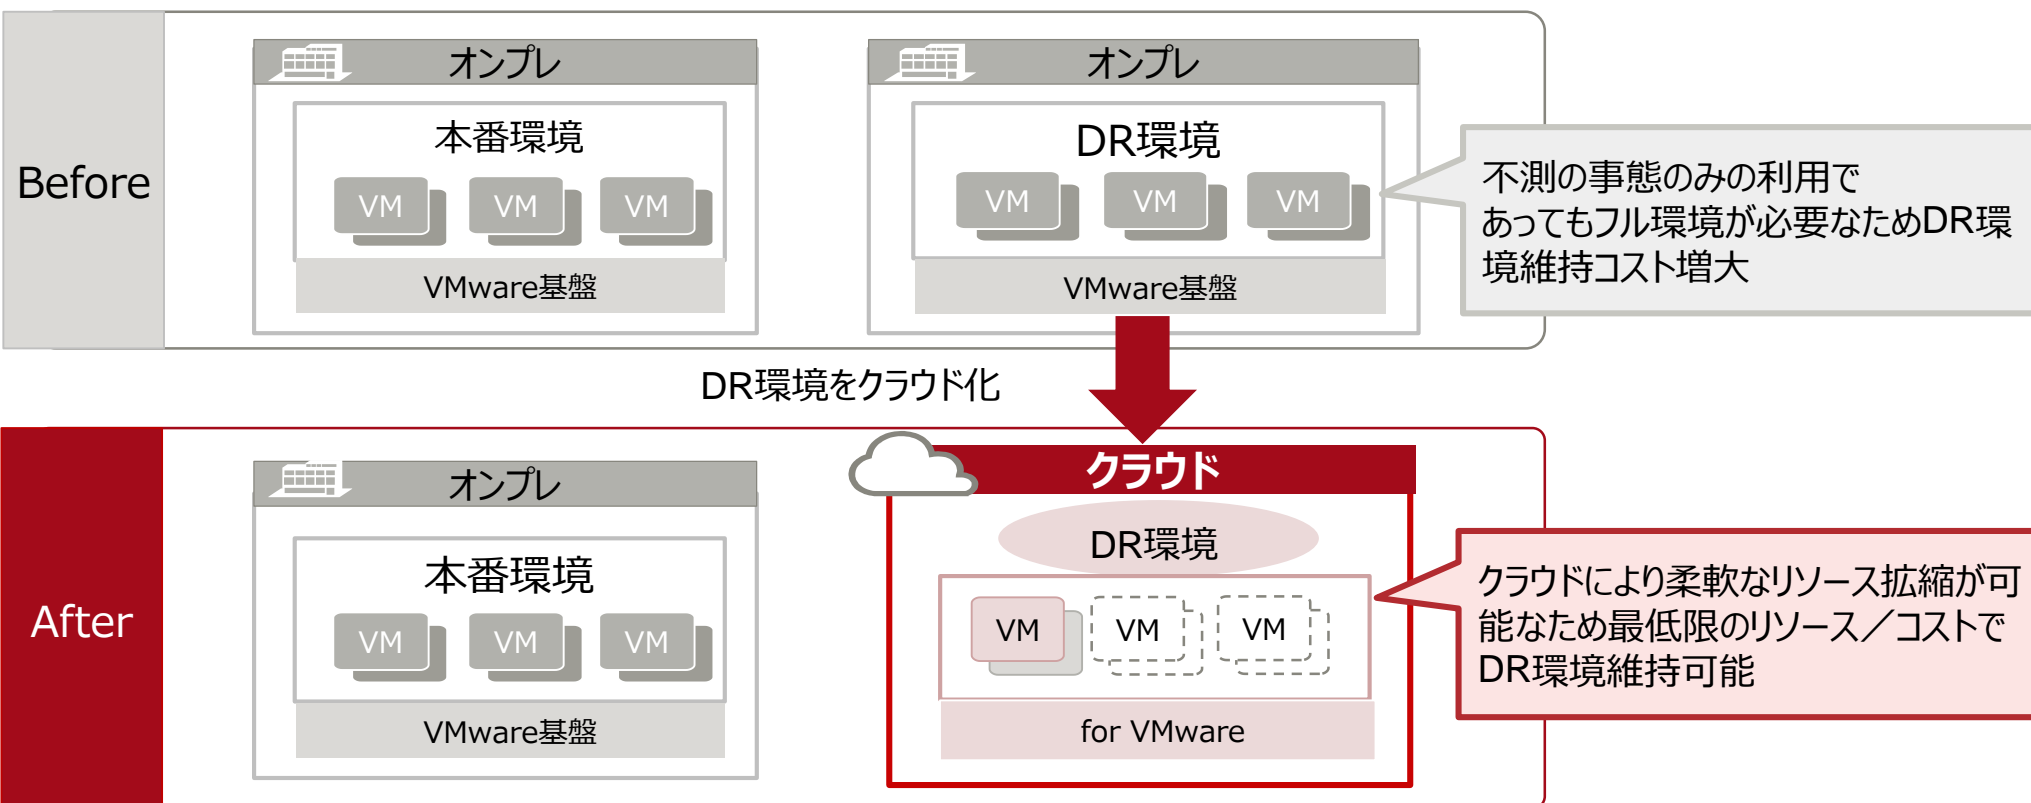 Before
オンプレ
本番環境
VM
VM
VM
VMware基盤
オンプレ
DR環境
VM
VM
VM
VMware基盤
不測の事態のみの利用で
あってもフル環境が必要なためDR環
境維持コスト増大
DR環境をクラウド化
After
オンプレ
本番環境
VM
VM
VM
VMware基盤
クラウド
DR環境
VM
VM
VM
for VMware
クラウドにより柔軟なリソース拡縮が可
能なため最低限のリソース／コストで
DR環境維持可能